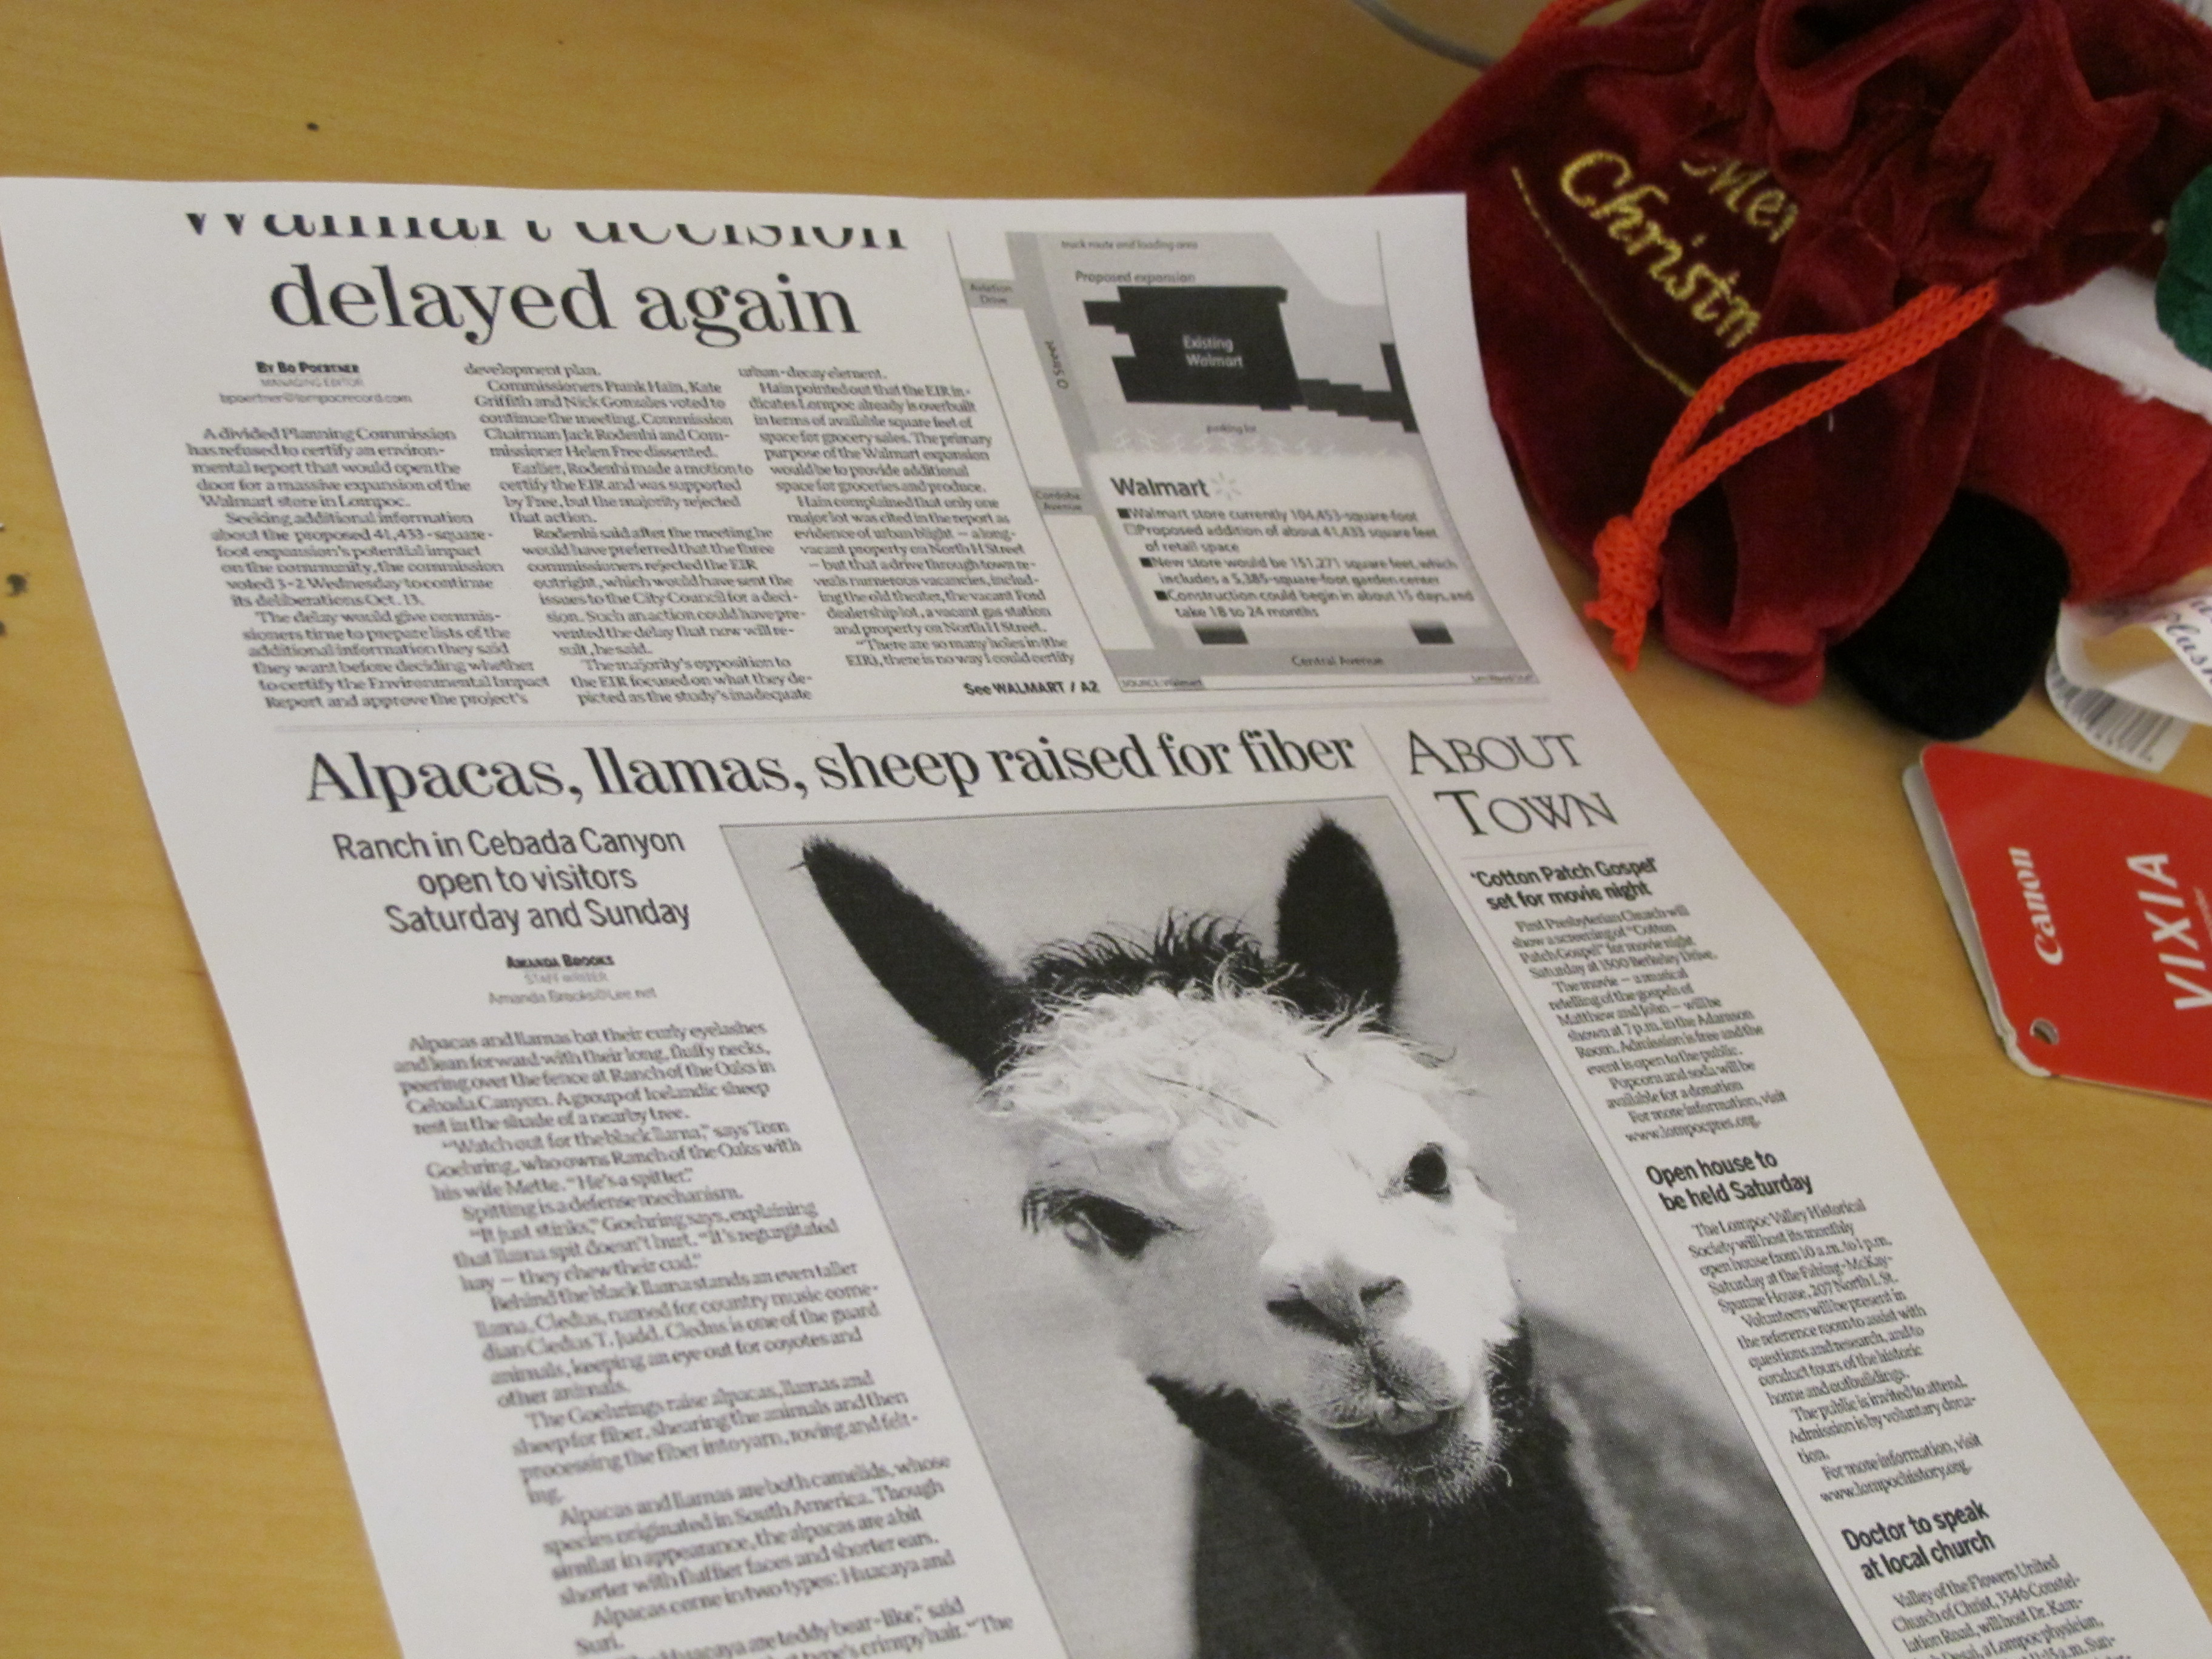 Walmart decision
delayed again
BY BO POERTNER
MANAGING EDITOR
bpoertner@lompocrecord.com
A divided Planning Commission
has refused to certify an environ-
mental report that would open the
door for a massive expansion of the
Walmart store in Lompoc.
Seeking additional information
about the proposed 41,433-square-
foot expansion's potential impact
on the community, the commission
voted 3-2 Wednesday to continue
its deliberations Oct. 13.
The delay would give commis-
sioners time to prepare lists of the
additional information they said
they want before deciding whether
to certify the Environmental Impact
Report and approve the project's
development plan.
Commissioners Frank Hain, Kate
Griffith and Nick Gonzales voted to
continue the meeting. Commission
Chairman Jack Rodenhi and Com-
missioner Helen Free dissented.
Earlier, Rodenhi made a motion to
certify the EIR and was supported
by Free, but the majority rejected
that action.
Rodenhi said after the meeting he
would have preferred that the three
commissioners rejected the EIR
outright, which would have sent the
issues to the City Council for a deci-
sion. Such an action could have pre-
vented the delay that now will re-
sult, he said.
The majority's opposition to
the EIR focused on what they de-
picted as the study's inadequate
urban-decay element.
Hain pointed out that the EIR in-
dicates Lompoc already is overbuilt
in terms of available square feet of
space for grocery sales. The primary
purpose of the Walmart expansion
would be to provide additional
space for groceries and produce.
Hain complained that only one
major lot was cited in the report as
evidence of urban blight — a long-
vacant property on North H Street
— but that a drive through town re-
veals numerous vacancies, includ-
ing the old theater, the vacant Ford
dealership lot, a vacant gas station
and property on North H Street.
"There are so many holes in (the
EIR), there is no way I could certify
See WALMART / A2
truck route and loading area
Proposed expansion
Aviation
Drive
Existing
Walmart
O Street
parking lot
Cordoba
Avenue
Walmart
■Walmart store currently 104,453-square-foot
□Proposed addition of about 41,433 square feet
of retail space
■New store would be 151,271 square feet, which
includes a 5,385-square-foot garden center
■Construction could begin in about 15 days, and
take 18 to 24 months
Central Avenue
SOURCE: Walmart
Alpacas, llamas, sheep raised for fiber
Ranch in Cebada Canyon
open to visitors
Saturday and Sunday
AMANDA BROOKS
STAFF WRITER
Amanda.Brooks@Lee.net
Alpacas and llamas bat their curly eyelashes
and lean forward with their long, fluffy necks,
peering over the fence at Ranch of the Oaks in
Cebada Canyon. A group of Icelandic sheep
rest in the shade of a nearby tree.
"Watch out for the black llama," says Tom
Goehring, who owns Ranch of the Oaks with
his wife Mette. "He's a spitter."
Spitting is a defense mechanism.
"It just stinks," Goehring says, explaining
that llama spit doesn't hurt. "It's regurgitated
hay — they chew their cud."
Behind the black llama stands an even taller
llama, Cledus, named for country music come-
dian Cledus T. Judd. Cledus is one of the guard
animals, keeping an eye out for coyotes and
other animals.
The Goehrings raise alpacas, llamas and
sheep for fiber, shearing the animals and then
processing the fiber into yarn, roving and felt-
ing.
Alpacas and llamas are both camelids, whose
species originated in South America. Though
similar in appearance, the alpacas are a bit
shorter with fluffier faces and shorter ears.
Alpacas come in two types: Huacaya and
Suri.
Huacaya are teddy bear-like," said
crimpy hair. "The
ABOUT
TOWN
'Cotton Patch Gospel'
set for movie night
First Presbyterian Church will
show a screening of "Cotton
Patch Gospel" for movie night
Saturday at 1500 Berkeley Drive.
The movie — a musical
retelling of the gospels of
Matthew and John — will be
shown at 7 p.m. in the Adamson
Room. Admission is free and the
event is open to the public.
Popcorn and soda will be
available for a donation
For more information, visit
www.lompocpres.org.
Open house to
be held Saturday
The Lompoc Valley Historical
Society will host its monthly
open house from 10 a.m. to 1 p.m.
Saturday at the Fabing-McKay-
Spanne House, 207 North L St.
Volunteers will be present in
the reference room to assist with
questions and research, and to
conduct tours of the historic
home and outbuildings.
The public is invited to attend.
Admission is by voluntary dona-
tion.
For more information, visit
www.lompochistory.org.
Doctor to speak
at local church
Valley of the Flowers United
Church of Christ, 3346 Constel-
lation Road, will host Dr. Ram-
Desai, a Lompoc physician,
11:15 a.m. Sun-
Mer
Christm
Canon
VIXIA